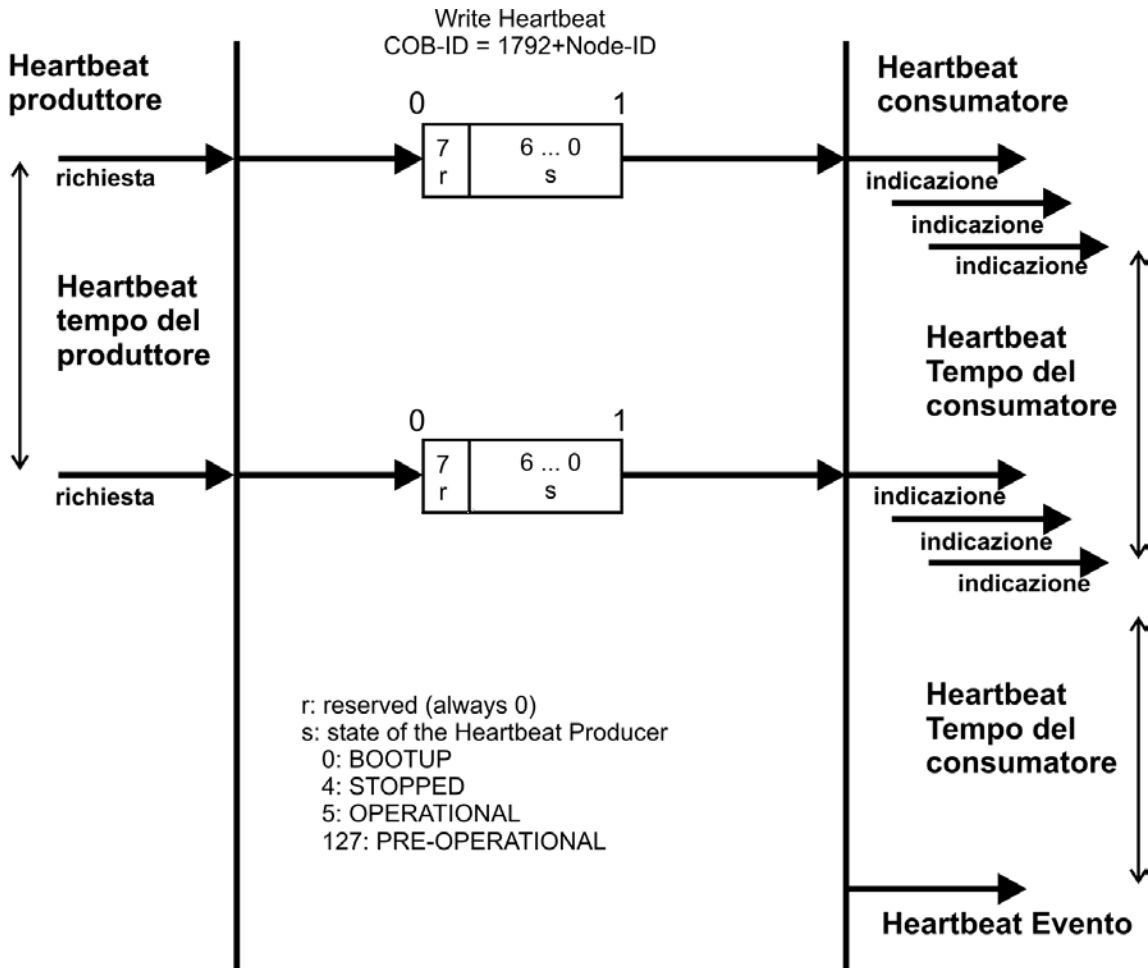 Write Heartbeat
COB-ID = 1792+Node-ID
Heartbeat
produttore
Heartbeat
consumatore
0 1
7 6 ... 0
r s
richiesta
indicazione
indicazione
indicazione
Heartbeat
tempo del
produttore
Heartbeat
Tempo del
consumatore
0 1
7 6 ... 0
r s
richiesta
indicazione
indicazione
indicazione
r: reserved (always 0)
s: state of the Heartbeat Producer
0: BOOTUP
4: STOPPED
5: OPERATIONAL
127: PRE-OPERATIONAL
Heartbeat
Tempo del
consumatore
Heartbeat Evento